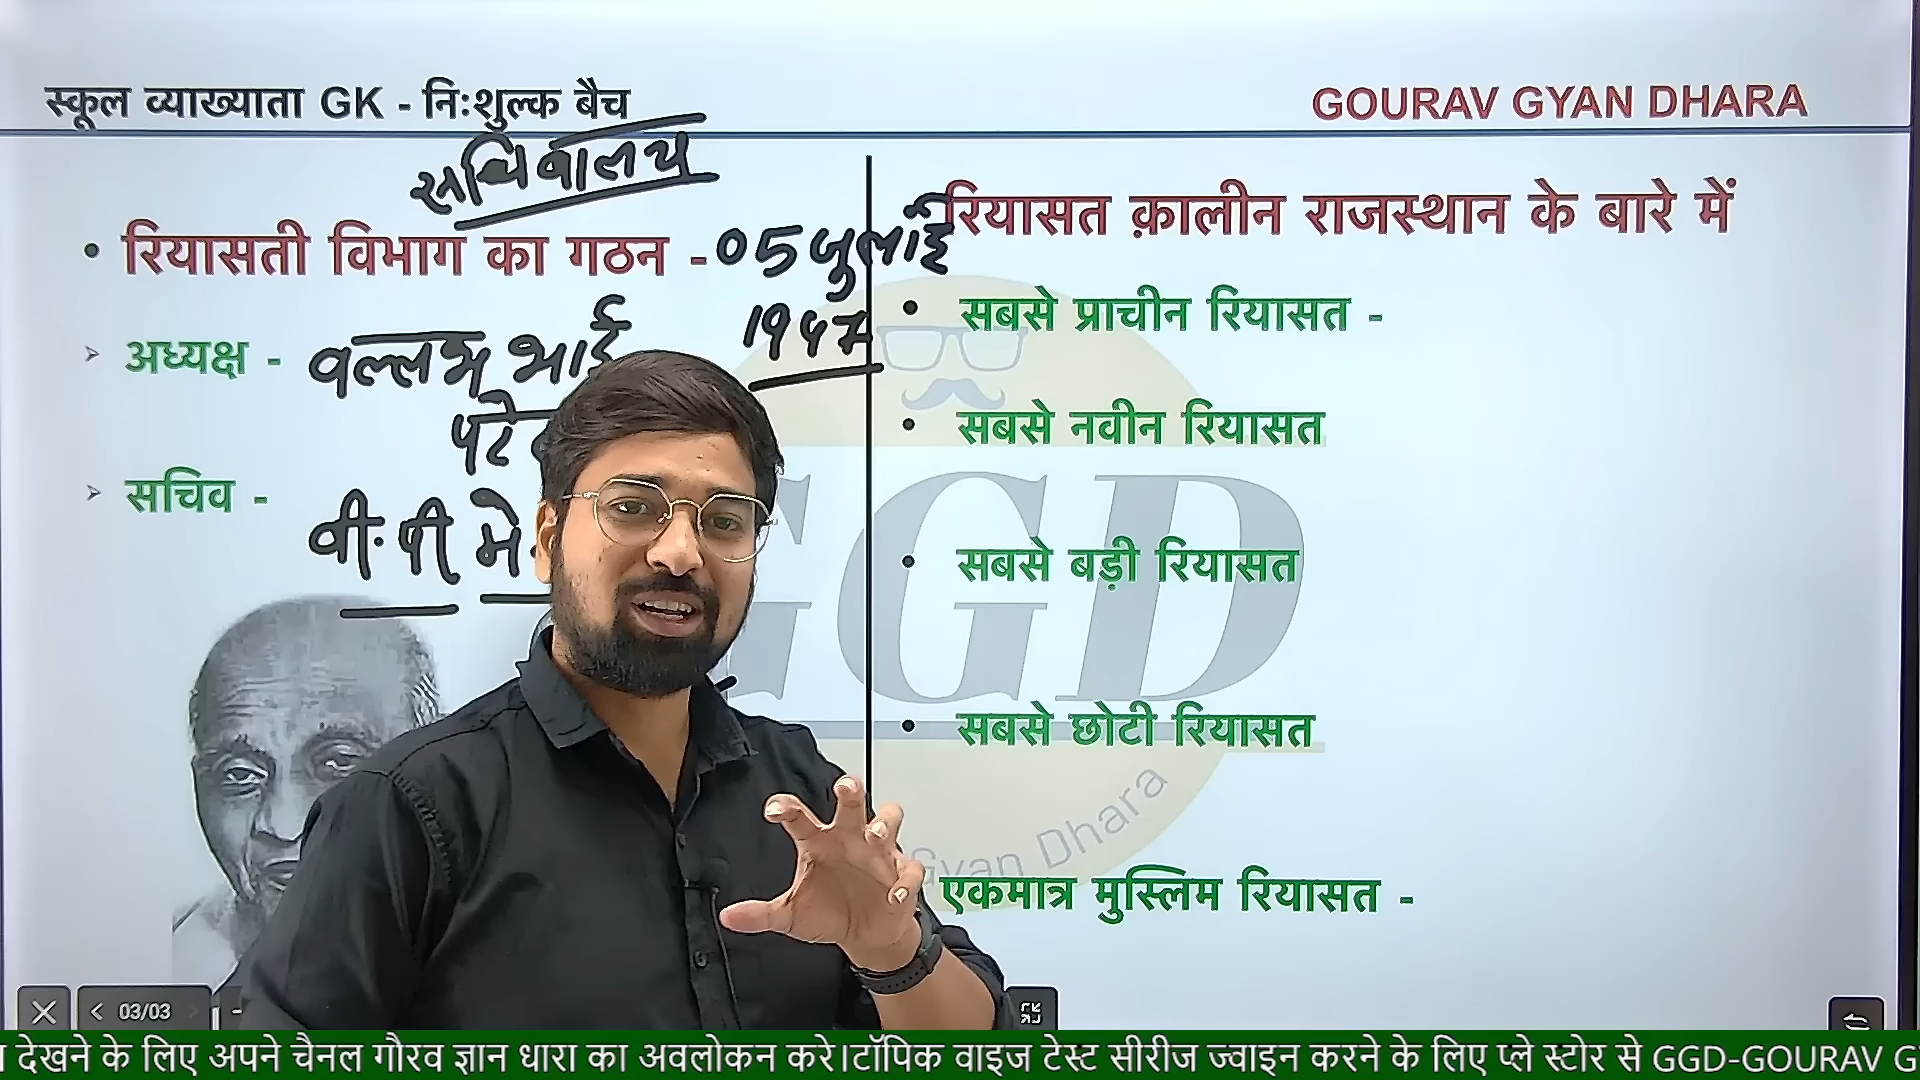 स्कूल व्याख्याता GK - निःशुल्क बैच
GOURAV GYAN DHARA
सचिवालय
• रियासती विभाग का गठन - 05 जुलाई
1947
➢ अध्यक्ष - वल्लभ भाई
➢ सचिव -
वी. पी
रियासत क़ालीन राजस्थान के बारे में
• सबसे प्राचीन रियासत -
• सबसे नवीन रियासत
• सबसे बड़ी रियासत
• सबसे छोटी रियासत
एकमात्र मुस्लिम रियासत -
GGD
Gyan Dhara
03/03
देखने के लिए अपने चैनल गौरव ज्ञान धारा का अवलोकन करे।टॉपिक वाइज टेस्ट सीरीज ज्वाइन करने के लिए प्ले स्टोर से GGD-GOURAV G